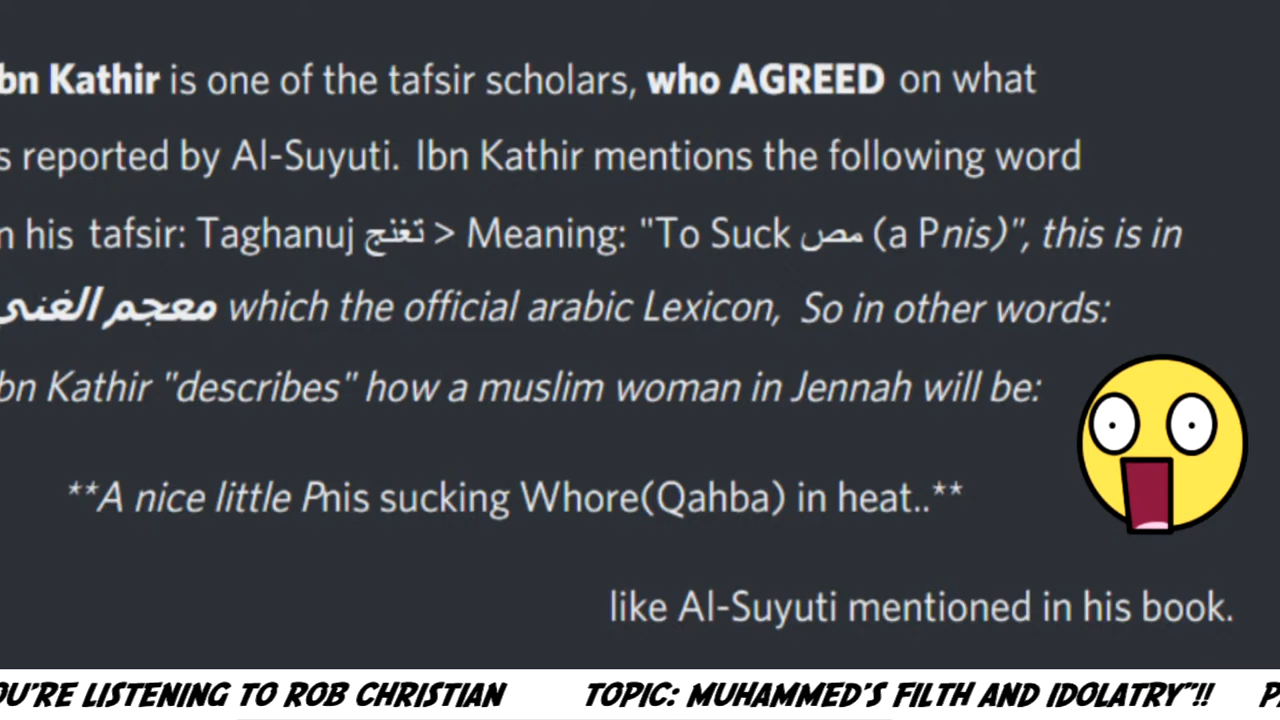 bn Kathir is one of the tafsir scholars, who AGREED on what
s reported by Al-Suyuti. Ibn Kathir mentions the following word
n his tafsir: Taghanuj تغنج > Meaning: "To Suck مص (a Pnis)", this is in
معجم الغني which the official arabic Lexicon, So in other words:
bn Kathir "describes" how a muslim woman in Jennah will be:
**A nice little Pnis sucking Whore(Qahba) in heat..**
like Al-Suyuti mentioned in his book.
OU'RE LISTENING TO ROB CHRISTIAN TOPIC: MUHAMMED'S FILTH AND IDOLATRY"!!